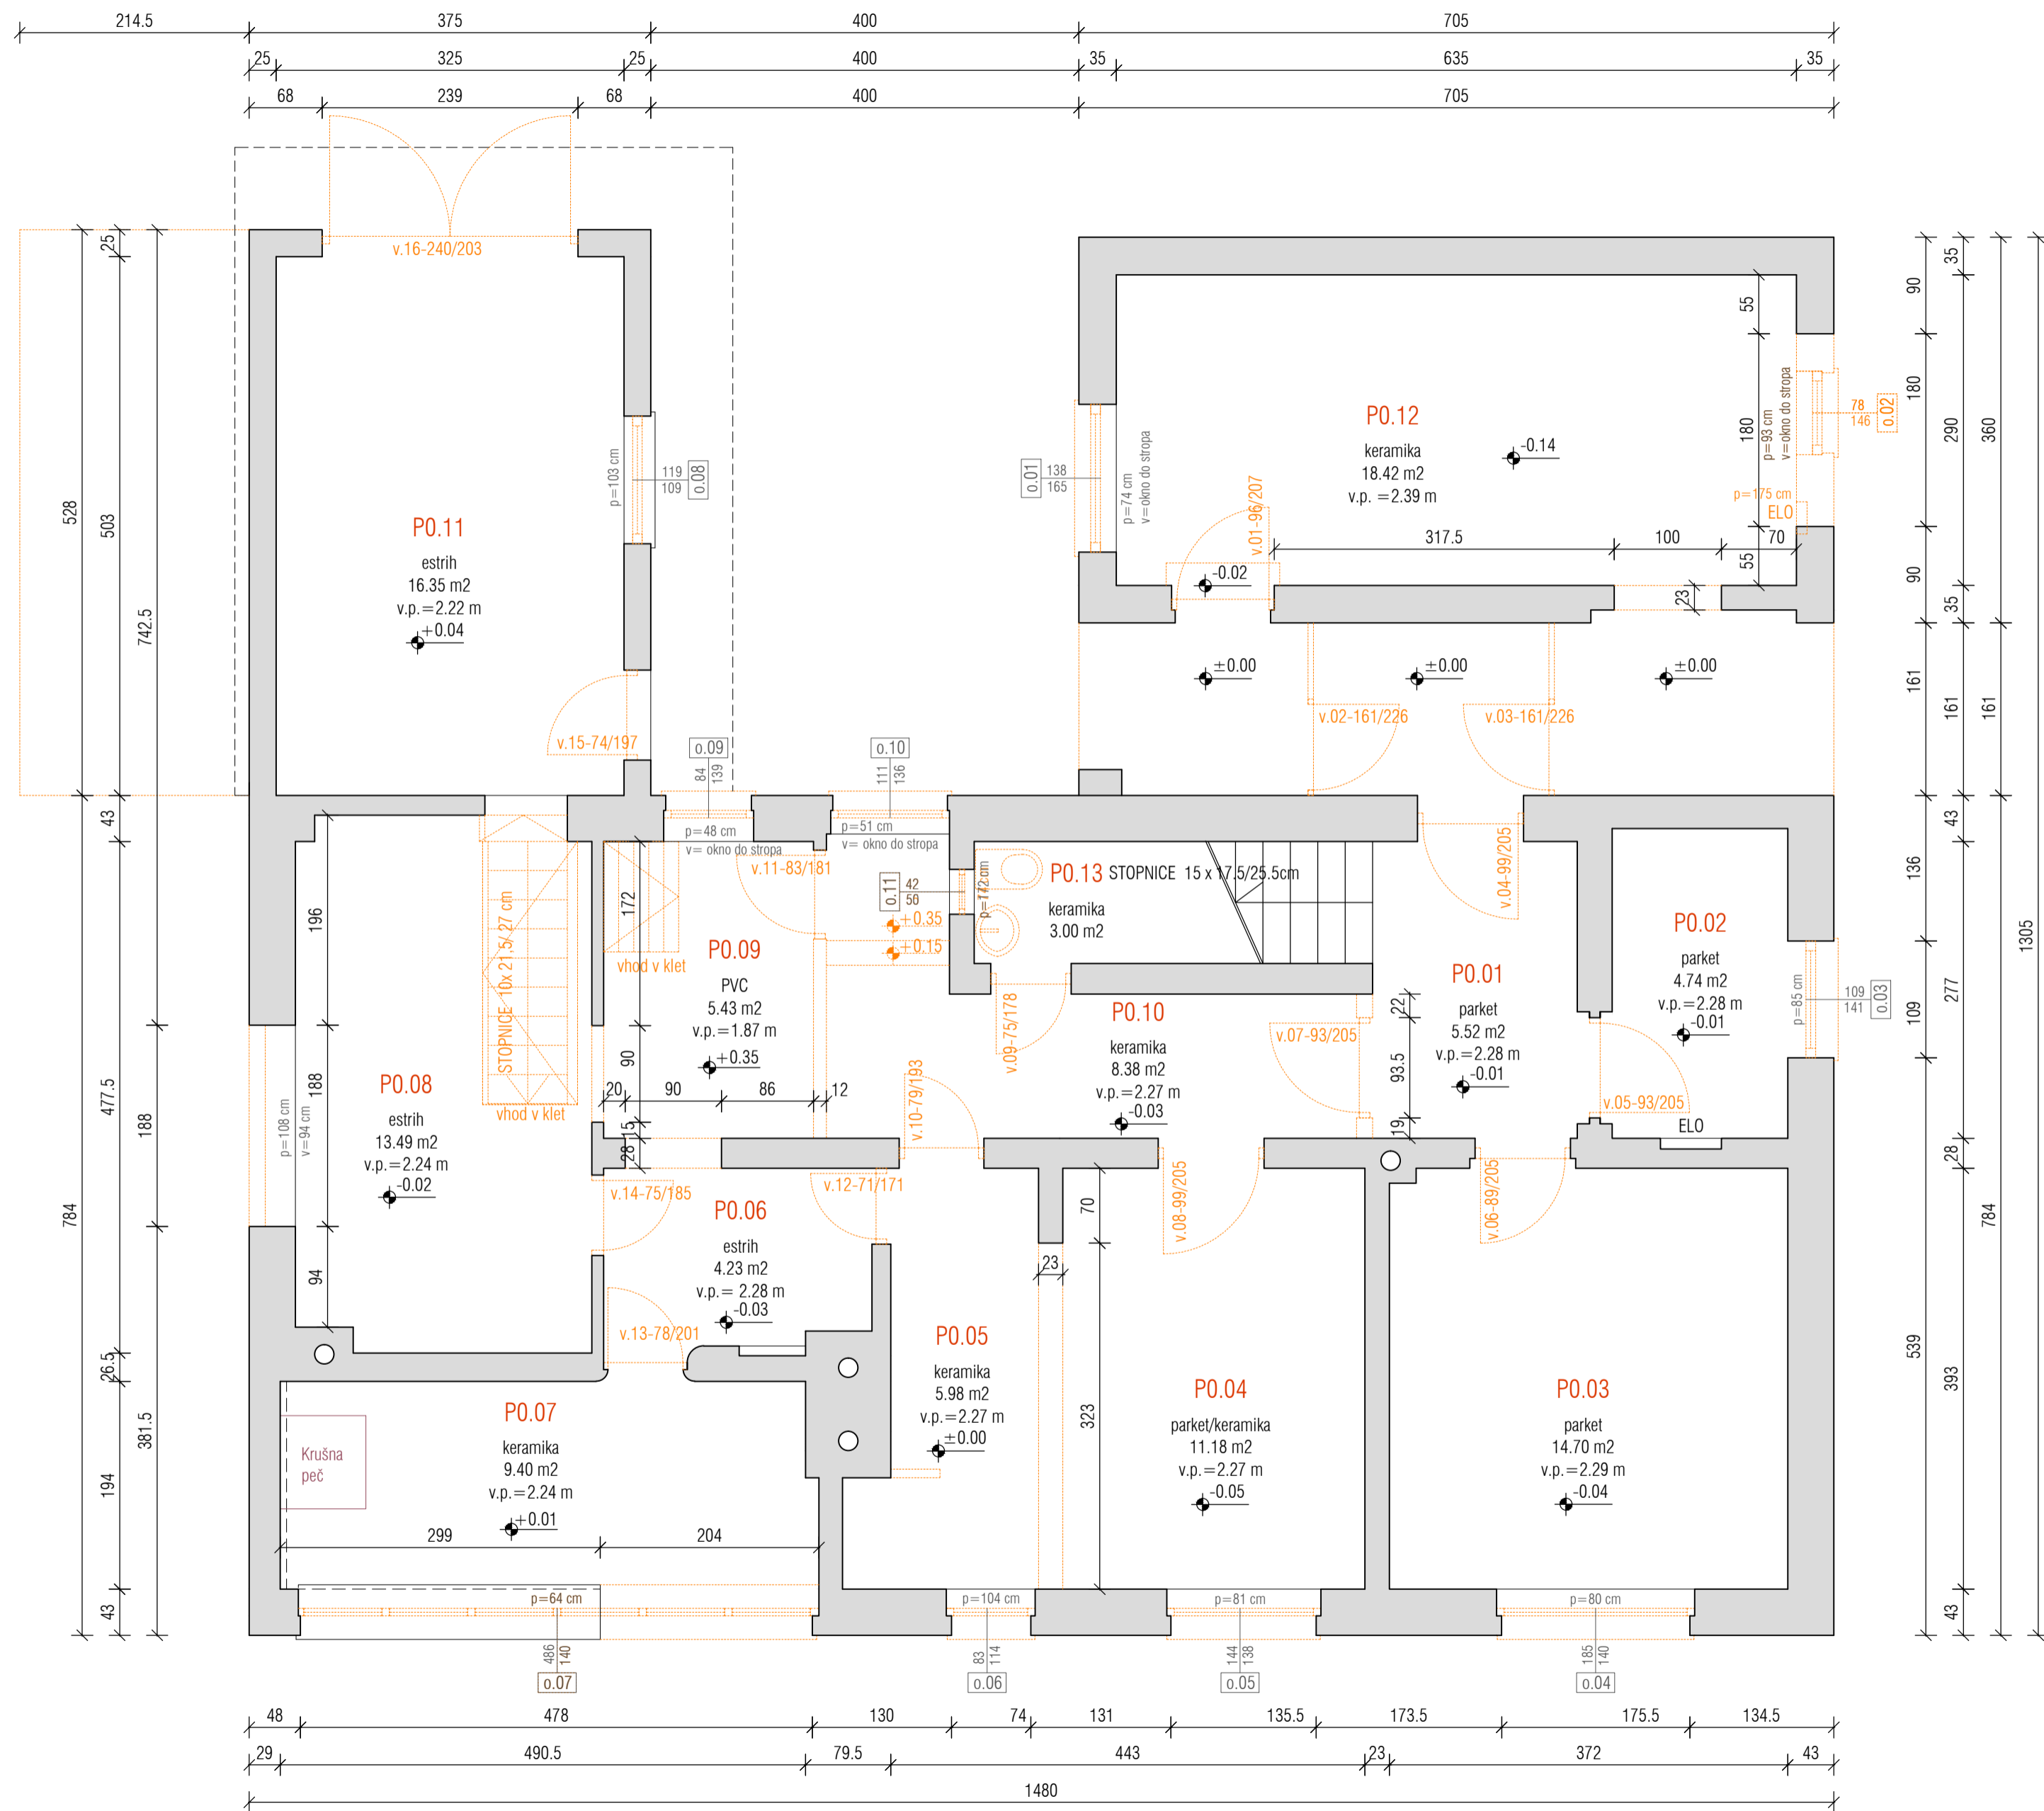 214.5
375
400
705
25
325
25
400
35
635
35
68
239
68
400
705
v.16-240/203
P0.11
estrih
16.35 m2
v.p.=2.22 m
+0.04
p=103 cm
119
109
o.08
v.15-74/197
528
25
503
742.5
o.01
138
165
p=74 cm
v=okno do stropa
P0.12
keramika
18.42 m2
v.p. =2.39 m
-0.14
v.01-96/207
-0.02
317.5
100
70
23
55
180
55
p=93 cm
v=okno do stropa
p=175 cm
ELO
78
146
o.02
90
180
90
35
290
35
360
161
161
161
±0.00
±0.00
±0.00
v.02-161/226
v.03-161/226
o.09
84
139
p=48 cm
v= okno do stropa
o.10
111
136
p=51 cm
v= okno do stropa
43
477.5
784
188
26.5
381.5
194
43
196
188
94
p=108 cm
v=94 cm
STOPNICE 10x 21,5/ 27 cm
vhod v klet
P0.08
estrih
13.49 m2
v.p.=2.24 m
-0.02
172
90
15
28
vhod v klet
v.11-83/181
P0.09
PVC
5.43 m2
v.p.=1.87 m
+0.35
20
90
86
12
o.11
42
50
+0.35
+0.15
P0.13
keramika
3.00 m2
STOPNICE 15 x 17.5/25.5cm
v.09-75/178
v.10-79/193
P0.10
keramika
8.38 m2
v.p.=2.27 m
-0.03
v.07-93/205
22
93.5
19
P0.01
parket
5.52 m2
v.p.=2.28 m
-0.01
v.04-99/205
P0.02
parket
4.74 m2
v.p.=2.28 m
-0.01
v.05-93/205
ELO
p=85 cm
109
141
o.03
43
136
277
109
1305
28
784
539
393
43
v.14-75/185
v.12-71/171
P0.06
estrih
4.23 m2
v.p.= 2.28 m
-0.03
v.13-78/201
P0.07
keramika
9.40 m2
v.p.=2.24 m
+0.01
Krušna
peč
299
204
p=64 cm
486
140
o.07
P0.05
keramika
5.98 m2
v.p.=2.27 m
±0.00
p=104 cm
83
114
o.06
70
23
323
v.08-99/205
P0.04
parket/keramika
11.18 m2
v.p.=2.27 m
-0.05
p=81 cm
144
138
o.05
v.06-89/205
P0.03
parket
14.70 m2
v.p.=2.29 m
-0.04
p=80 cm
185
140
o.04
48
478
130
74
131
135.5
173.5
175.5
134.5
29
490.5
79.5
443
23
372
43
1480